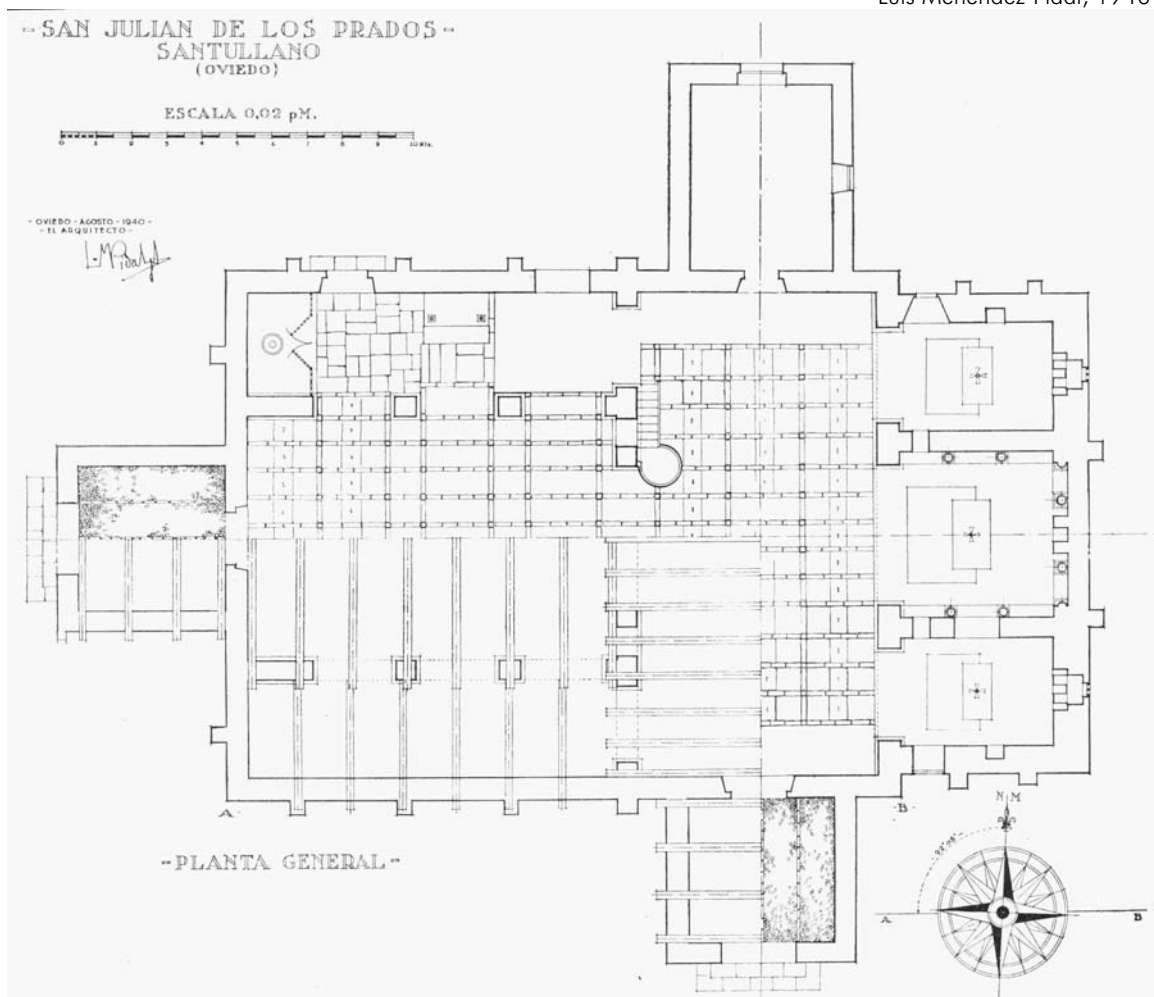 Luis Menéndez Pidal, 1940
- SAN JULIAN DE LOS PRADOS -
SANTULLANO
(OVIEDO)
ESCALA 0,02 pM.
0 1 2 3 4 5 6 7 8 9 10 Mts.
- OVIEDO - AGOSTO - 1940 -
- EL ARQUITECTO -
A B
N M
- PLANTA GENERAL -
A B